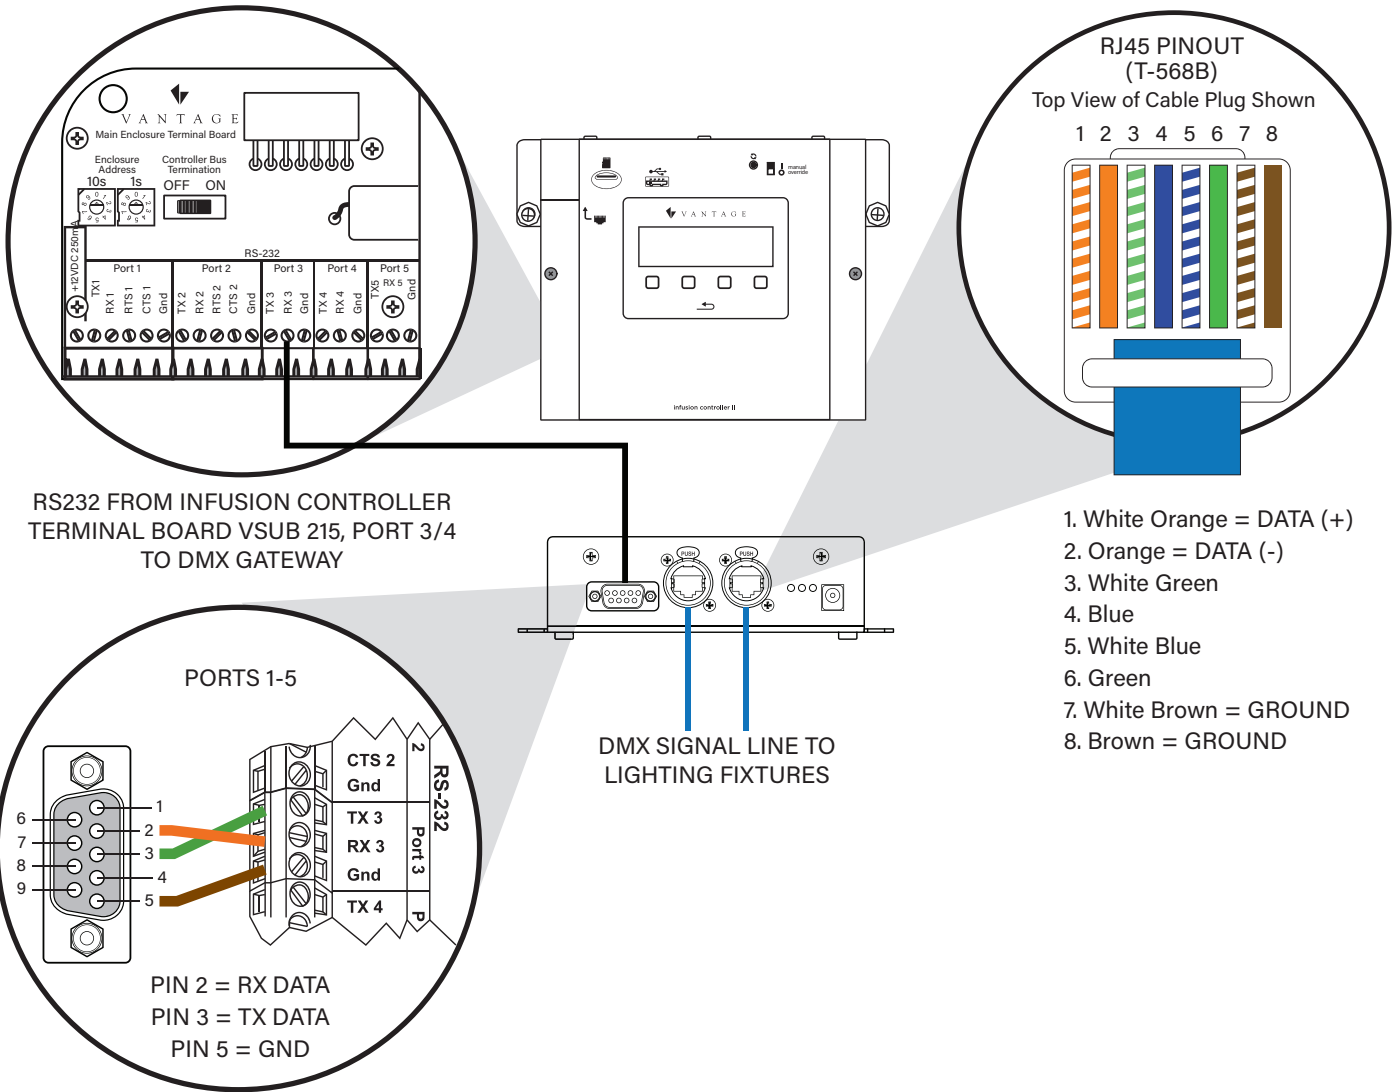 VANTAGE
Main Enclosure Terminal Board
Enclosure
Address
10s 1s
Controller Bus
Termination
OFF ON
+12VDC 250mA
RS-232
Port 1 Port 2 Port 3 Port 4 Port 5
TX1 RX1 RTS 1 CTS 1 Gnd
TX 2 RX 2 RTS 2 CTS 2 Gnd
TX 3 RX 3 Gnd
TX 4 RX 4 Gnd
TX5 RX 5 Gnd
RS232 FROM INFUSION CONTROLLER
TERMINAL BOARD VSUB 215, PORT 3/4
TO DMX GATEWAY
manual
override
VANTAGE
infusion controller II
RJ45 PINOUT
(T-568B)
Top View of Cable Plug Shown
1 2 3 4 5 6 7 8
1. White Orange = DATA (+)
2. Orange = DATA (-)
3. White Green
4. Blue
5. White Blue
6. Green
7. White Brown = GROUND
8. Brown = GROUND
PUSH PUSH
DMX SIGNAL LINE TO
LIGHTING FIXTURES
PORTS 1-5
1
6
2
7
3
8
4
9
5
CTS 2
Gnd
TX 3
RX 3
Gnd
TX 4
2
Port 3
P
RS-232
PIN 2 = RX DATA
PIN 3 = TX DATA
PIN 5 = GND